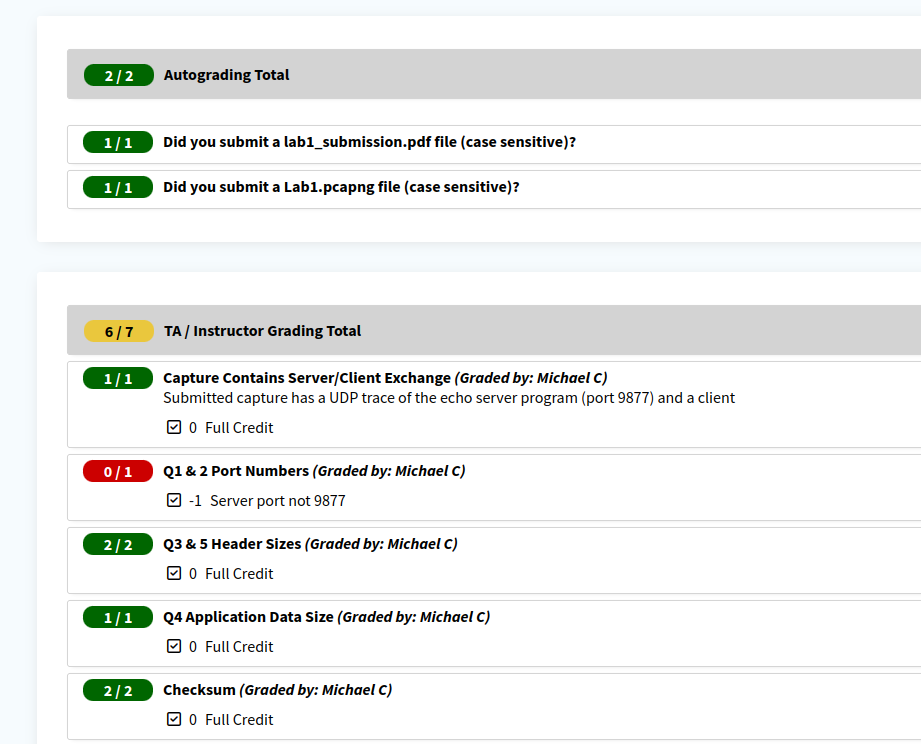 2 / 2 Autograding Total
1 / 1 Did you submit a lab1_submission.pdf file (case sensitive)?
1 / 1 Did you submit a Lab1.pcapng file (case sensitive)?
6 / 7 TA / Instructor Grading Total
1 / 1 Capture Contains Server/Client Exchange (Graded by: Michael C)
Submitted capture has a UDP trace of the echo server program (port 9877) and a client
0 Full Credit
0 / 1 Q1 & 2 Port Numbers (Graded by: Michael C)
-1 Server port not 9877
2 / 2 Q3 & 5 Header Sizes (Graded by: Michael C)
0 Full Credit
1 / 1 Q4 Application Data Size (Graded by: Michael C)
0 Full Credit
2 / 2 Checksum (Graded by: Michael C)
0 Full Credit